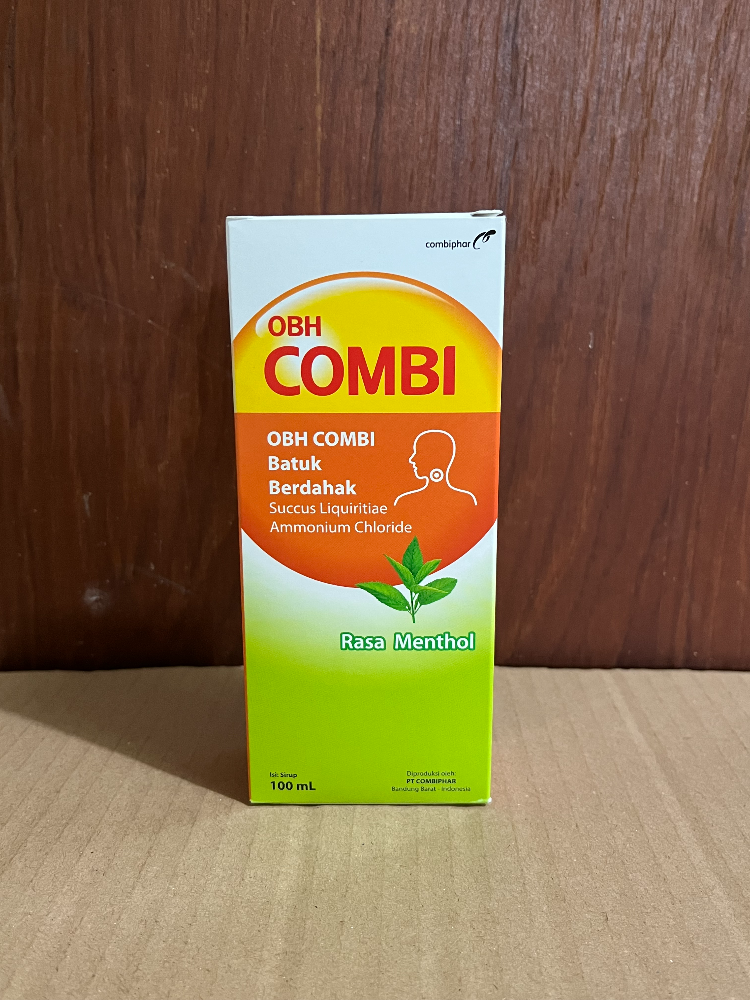 combiphar
OBH
COMBI
OBH COMBI
Batuk
Berdahak
Succus Liquiritiae
Ammonium Chloride
Rasa Menthol
Isi: Sirup
100 mL
Diproduksi oleh:
PT COMBIPHAR
Bandung Barat - Indonesia